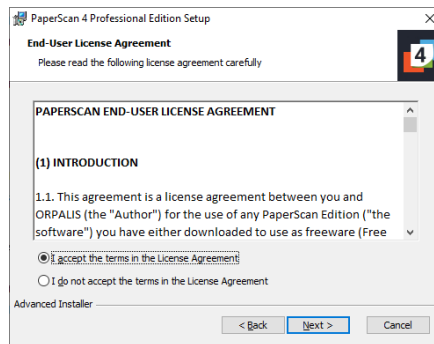 PaperScan 4 Professional Edition Setup
End-User License Agreement
Please read the following license agreement carefully
4
PAPERSCAN END-USER LICENSE AGREEMENT
(1) INTRODUCTION
1.1. This agreement is a license agreement between you and
ORPALIS (the "Author") for the use of any PaperScan Edition ("the
software") you have either downloaded to use as freeware (Free
I accept the terms in the License Agreement
I do not accept the terms in the License Agreement
Advanced Installer
< Back Next > Cancel